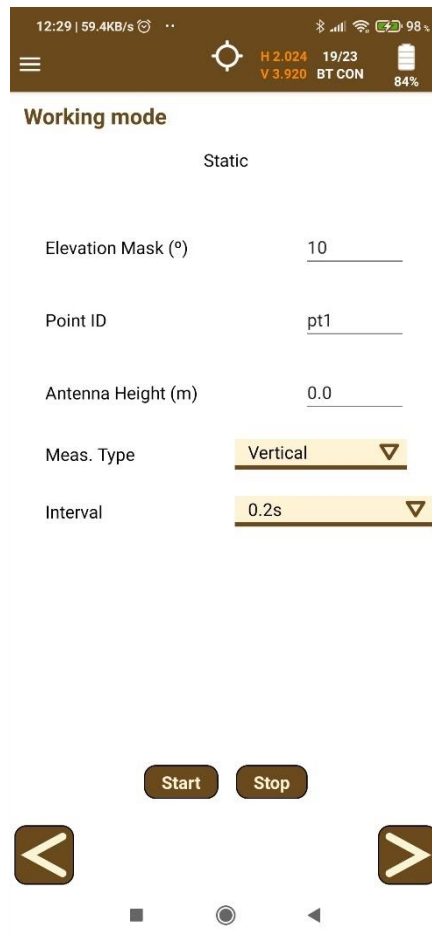 12:29 | 59.4KB/s ·· 98%
H 2.024 19/23
V 3.920 BT CON
84%
Working mode
Static
Elevation Mask (º) 10
Point ID pt1
Antenna Height (m) 0.0
Meas. Type Vertical
Interval 0.2s
Start Stop